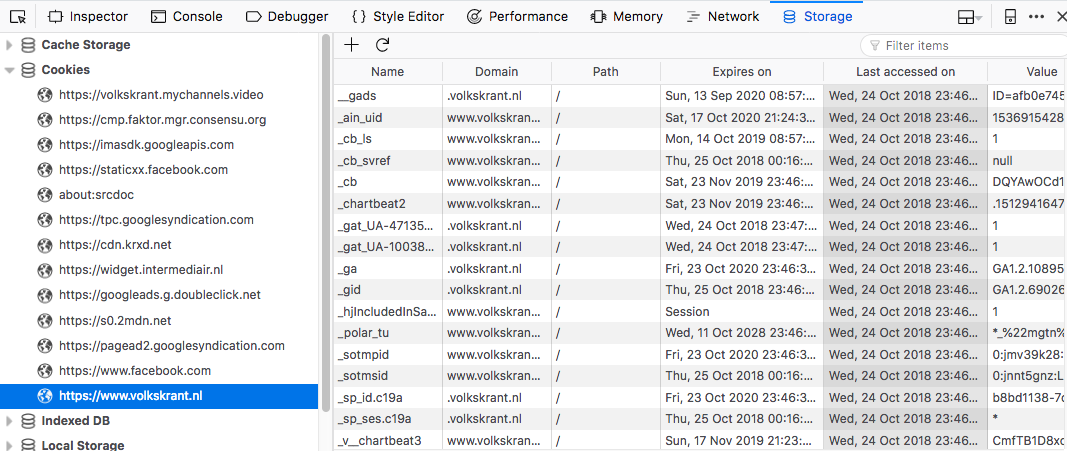 Inspector Console Debugger Style Editor Performance Memory Network Storage
Cache Storage
Cookies
https://volkskrant.mychannels.video
https://cmp.faktor.mgr.consensu.org
https://imasdk.googleapis.com
https://staticxx.facebook.com
about:srcdoc
https://tpc.googlesyndication.com
https://cdn.krxd.net
https://widget.intermediair.nl
https://googleads.g.doubleclick.net
https://s0.2mdn.net
https://pagead2.googlesyndication.com
https://www.facebook.com
https://www.volkskrant.nl
Indexed DB
Local Storage
Filter items
Name Domain Path Expires on Last accessed on Value
__gads .volkskrant.nl / Sun, 13 Sep 2020 08:57:... Wed, 24 Oct 2018 23:46... ID=afb0e745
_ain_uid www.volkskran... / Sat, 17 Oct 2020 21:24:3... Wed, 24 Oct 2018 23:46... 1536915428
_cb_ls www.volkskran... / Mon, 14 Oct 2019 08:57:... Wed, 24 Oct 2018 23:46... 1
_cb_svref www.volkskran... / Thu, 25 Oct 2018 00:16:... Wed, 24 Oct 2018 23:46... null
_cb www.volkskran... / Sat, 23 Nov 2019 23:46:... Wed, 24 Oct 2018 23:46... DQYAwOCd1
_chartbeat2 www.volkskran... / Sat, 23 Nov 2019 23:46:... Wed, 24 Oct 2018 23:46... .1512941647
_gat_UA-47135... .volkskrant.nl / Wed, 24 Oct 2018 23:47:... Wed, 24 Oct 2018 23:46... 1
_gat_UA-10038... .volkskrant.nl / Wed, 24 Oct 2018 23:47:... Wed, 24 Oct 2018 23:46... 1
_ga .volkskrant.nl / Fri, 23 Oct 2020 23:46:3... Wed, 24 Oct 2018 23:46... GA1.2.10895
_gid .volkskrant.nl / Thu, 25 Oct 2018 23:46:3... Wed, 24 Oct 2018 23:46... GA1.2.69026
_hjIncludedInSa... www.volkskran... / Session Wed, 24 Oct 2018 23:46... 1
_polar_tu www.volkskran... / Wed, 11 Oct 2028 23:46... Wed, 24 Oct 2018 23:46... *_%22mgtn%
_sotmpid www.volkskran... / Fri, 23 Oct 2020 23:46:3... Wed, 24 Oct 2018 23:46... 0:jmv39k28:
_sotmsid www.volkskran... / Thu, 25 Oct 2018 00:16:... Wed, 24 Oct 2018 23:46... 0:jnnt5gnz:L
_sp_id.c19a www.volkskran... / Fri, 23 Oct 2020 23:46:3... Wed, 24 Oct 2018 23:46... b8bd1138-7c
_sp_ses.c19a www.volkskran... / Thu, 25 Oct 2018 00:16:... Wed, 24 Oct 2018 23:46... *
_v__chartbeat3 www.volkskran... / Sun, 17 Nov 2019 21:23:... Wed, 24 Oct 2018 23:46... CmfTB1D8xc